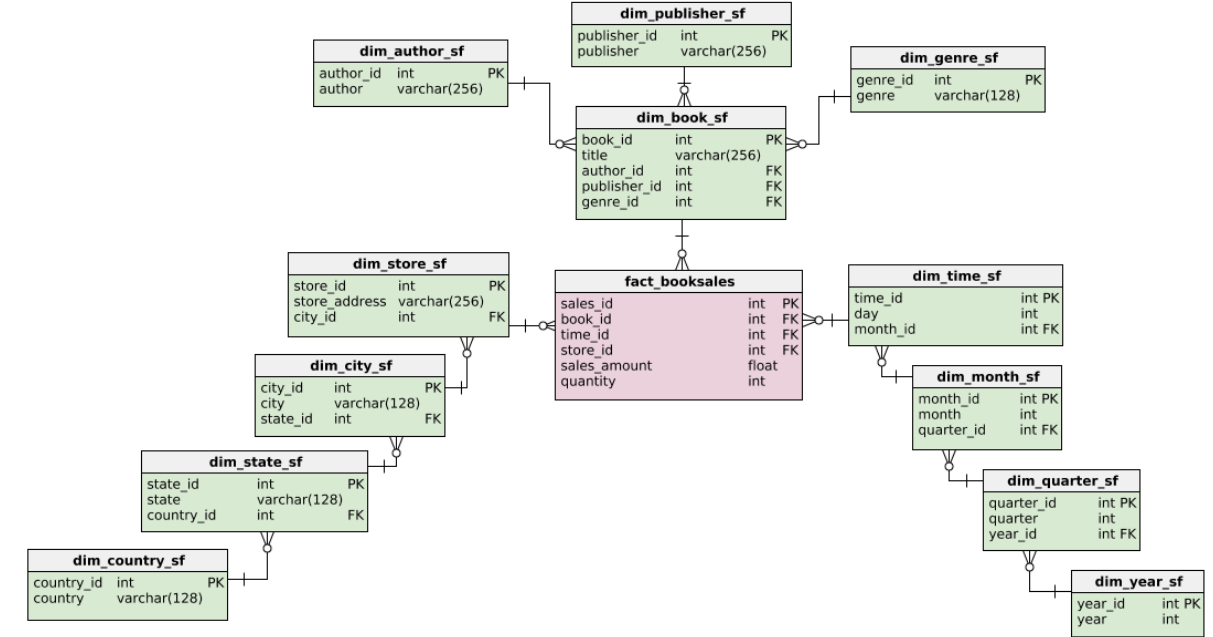 dim_publisher_sf
publisher_id int PK
publisher varchar(256)
dim_author_sf
author_id int PK
author varchar(256)
dim_genre_sf
genre_id int PK
genre varchar(128)
dim_book_sf
book_id int PK
title varchar(256)
author_id int FK
publisher_id int FK
genre_id int FK
dim_store_sf
store_id int PK
store_address varchar(256)
city_id int FK
fact_booksales
sales_id int PK
book_id int FK
time_id int FK
store_id int FK
sales_amount float
quantity int
dim_time_sf
time_id int PK
day int
month_id int FK
dim_city_sf
city_id int PK
city varchar(128)
state_id int FK
dim_month_sf
month_id int PK
month int
quarter_id int FK
dim_state_sf
state_id int PK
state varchar(128)
country_id int FK
dim_quarter_sf
quarter_id int PK
quarter int
year_id int FK
dim_country_sf
country_id int PK
country varchar(128)
dim_year_sf
year_id int PK
year int